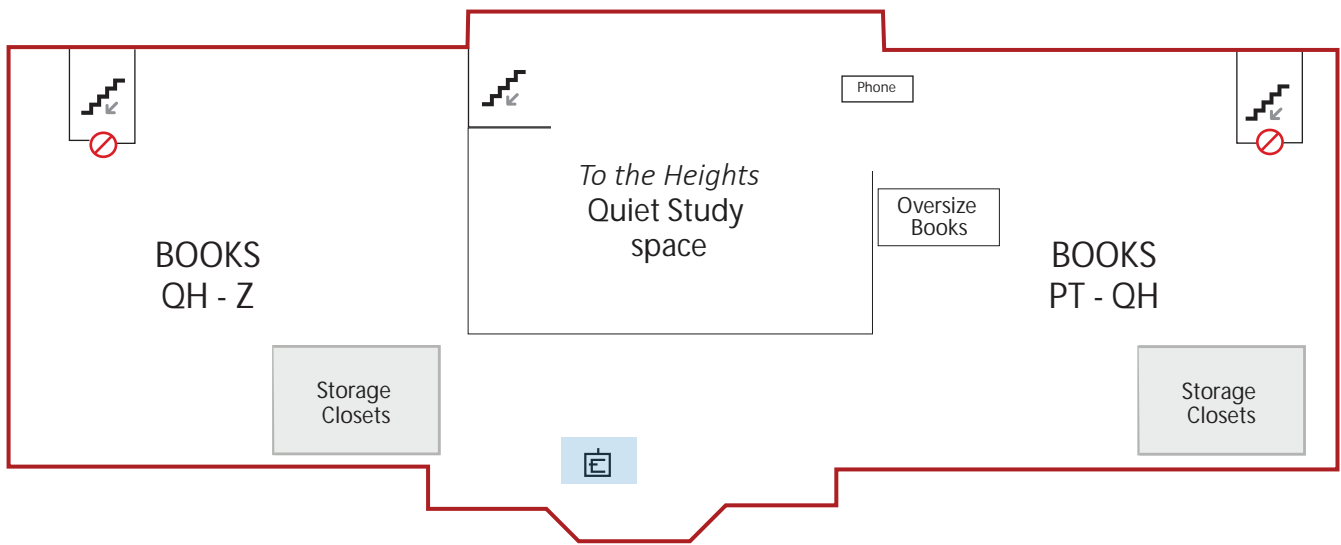 Phone
To the Heights
Quiet Study
space
Oversize
Books
BOOKS
QH - Z
BOOKS
PT - QH
Storage
Closets
Storage
Closets
E